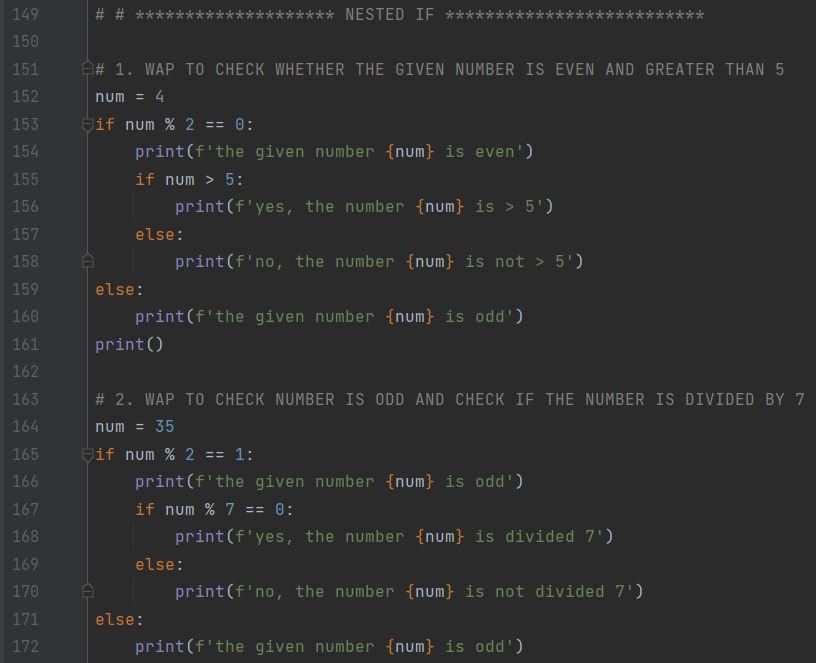 149 # # ******************** NESTED IF **************************
150
151 # 1. WAP TO CHECK WHETHER THE GIVEN NUMBER IS EVEN AND GREATER THAN 5
152 num = 4
153 if num % 2 == 0:
154     print(f'the given number {num} is even')
155     if num > 5:
156         print(f'yes, the number {num} is > 5')
157     else:
158         print(f'no, the number {num} is not > 5')
159 else:
160     print(f'the given number {num} is odd')
161 print()
162
163 # 2. WAP TO CHECK NUMBER IS ODD AND CHECK IF THE NUMBER IS DIVIDED BY 7
164 num = 35
165 if num % 2 == 1:
166     print(f'the given number {num} is odd')
167     if num % 7 == 0:
168         print(f'yes, the number {num} is divided 7')
169     else:
170         print(f'no, the number {num} is not divided 7')
171 else:
172     print(f'the given number {num} is odd')